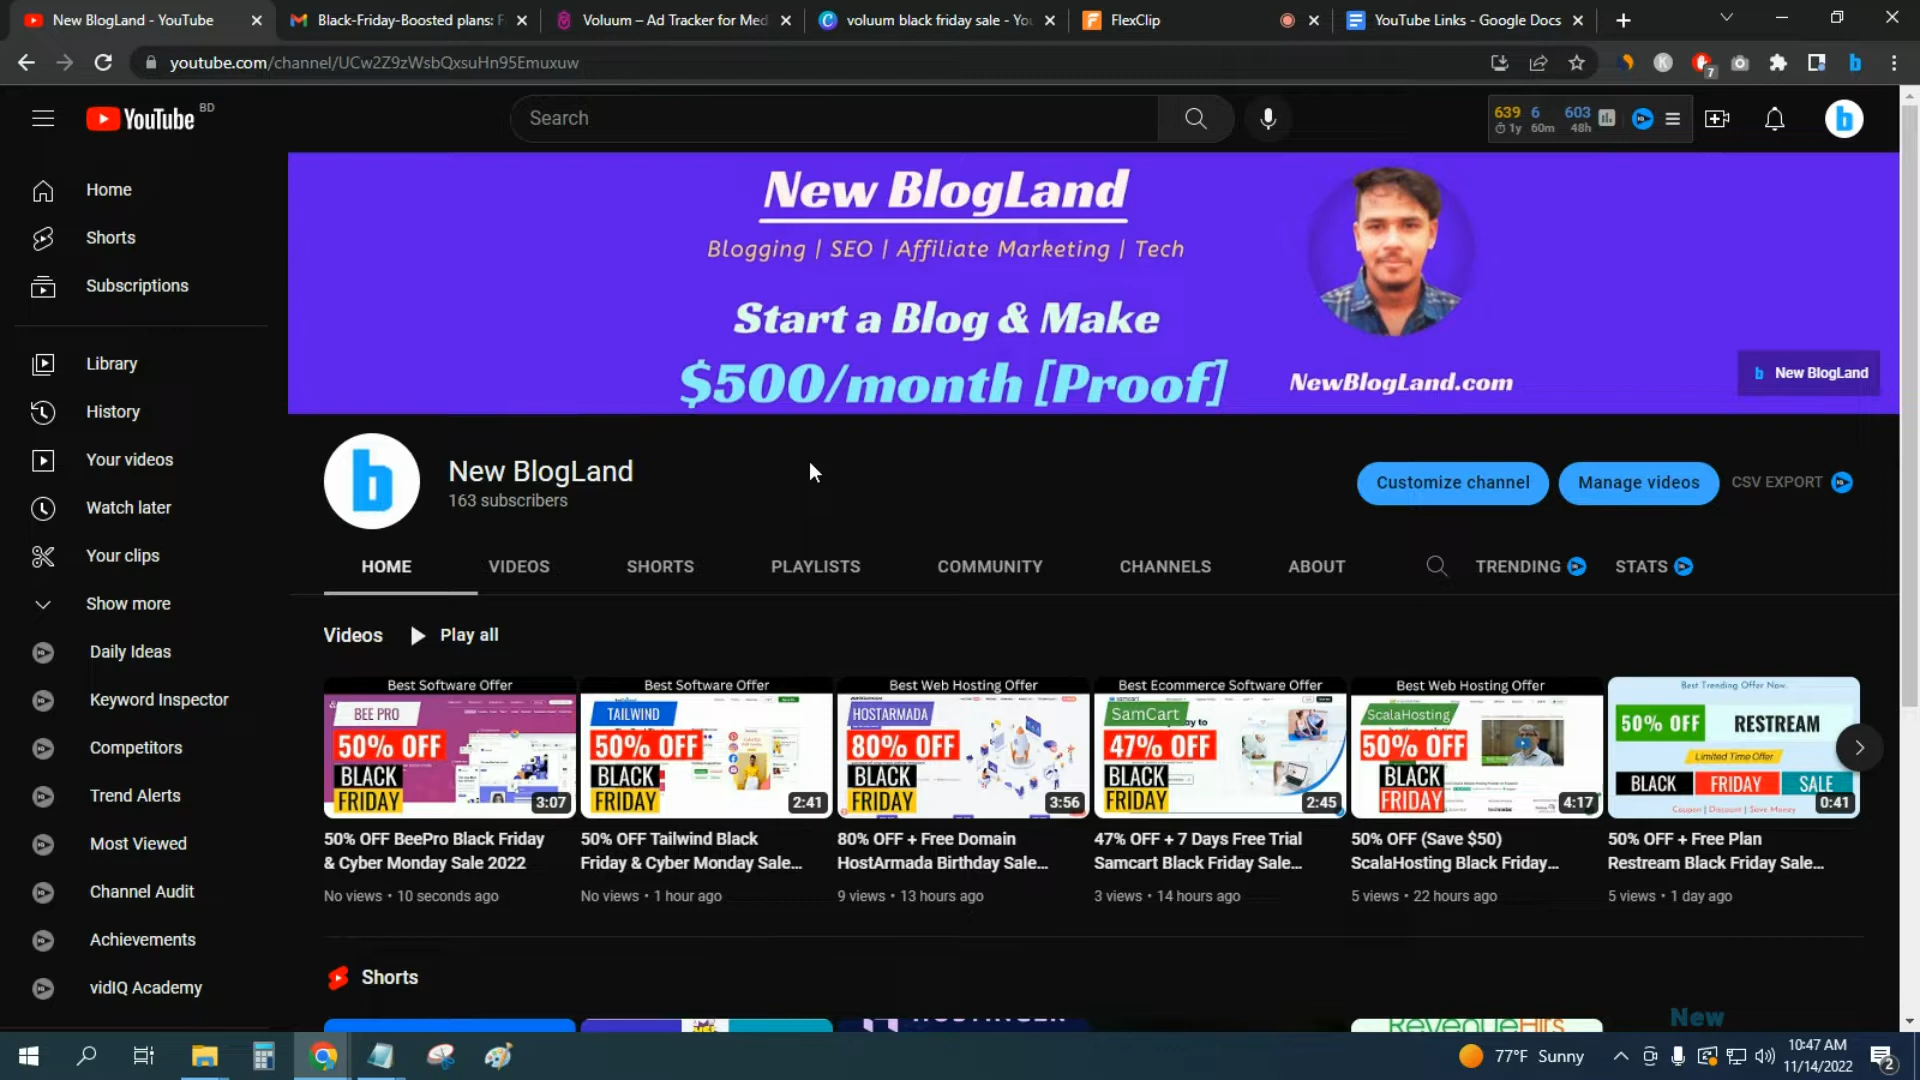 New BlogLand - YouTube
Black-Friday-Boosted plans: F
Voluum – Ad Tracker for Med
voluum black friday sale - You
FlexClip
YouTube Links - Google Docs
youtube.com/channel/UCw2Z9zWsbQxsuHn95Emuxuw
7
YouTube BD
Search
639 6 603
1y 60m 48h
Home
Shorts
Subscriptions
Library
History
Your videos
Watch later
Your clips
Show more
Daily Ideas
Keyword Inspector
Competitors
Trend Alerts
Most Viewed
Channel Audit
Achievements
vidIQ Academy
New BlogLand
Blogging | SEO | Affiliate Marketing | Tech
Start a Blog & Make
$500/month [Proof]
NewBlogLand.com
New BlogLand
New BlogLand
163 subscribers
Customize channel
Manage videos
CSV EXPORT
HOME
VIDEOS
SHORTS
PLAYLISTS
COMMUNITY
CHANNELS
ABOUT
TRENDING
STATS
Videos
Play all
Best Software Offer
BEE PRO
50% OFF
BLACK
FRIDAY
3:07
50% OFF BeePro Black Friday
& Cyber Monday Sale 2022
No views • 10 seconds ago
Best Software Offer
TAILWIND
50% OFF
BLACK
FRIDAY
2:41
50% OFF Tailwind Black
Friday & Cyber Monday Sale...
No views • 1 hour ago
Best Web Hosting Offer
HOSTARMADA
80% OFF
BLACK
FRIDAY
3:56
80% OFF + Free Domain
HostArmada Birthday Sale...
9 views • 13 hours ago
Best Ecommerce Software Offer
SamCart
47% OFF
BLACK
FRIDAY
2:45
47% OFF + 7 Days Free Trial
Samcart Black Friday Sale...
3 views • 14 hours ago
Best Web Hosting Offer
ScalaHosting
50% OFF
BLACK
FRIDAY
4:17
50% OFF (Save $50)
ScalaHosting Black Friday...
5 views • 22 hours ago
Best Trending Offer Now.
50% OFF RESTREAM
Limited Time Offer
BLACK FRIDAY SALE
Coupon | Discount | Save Money
0:41
50% OFF + Free Plan
Restream Black Friday Sale...
5 views • 1 day ago
Shorts
HOSTINGER
RevenueHits
New
77°F Sunny
10:47 AM
11/14/2022
2